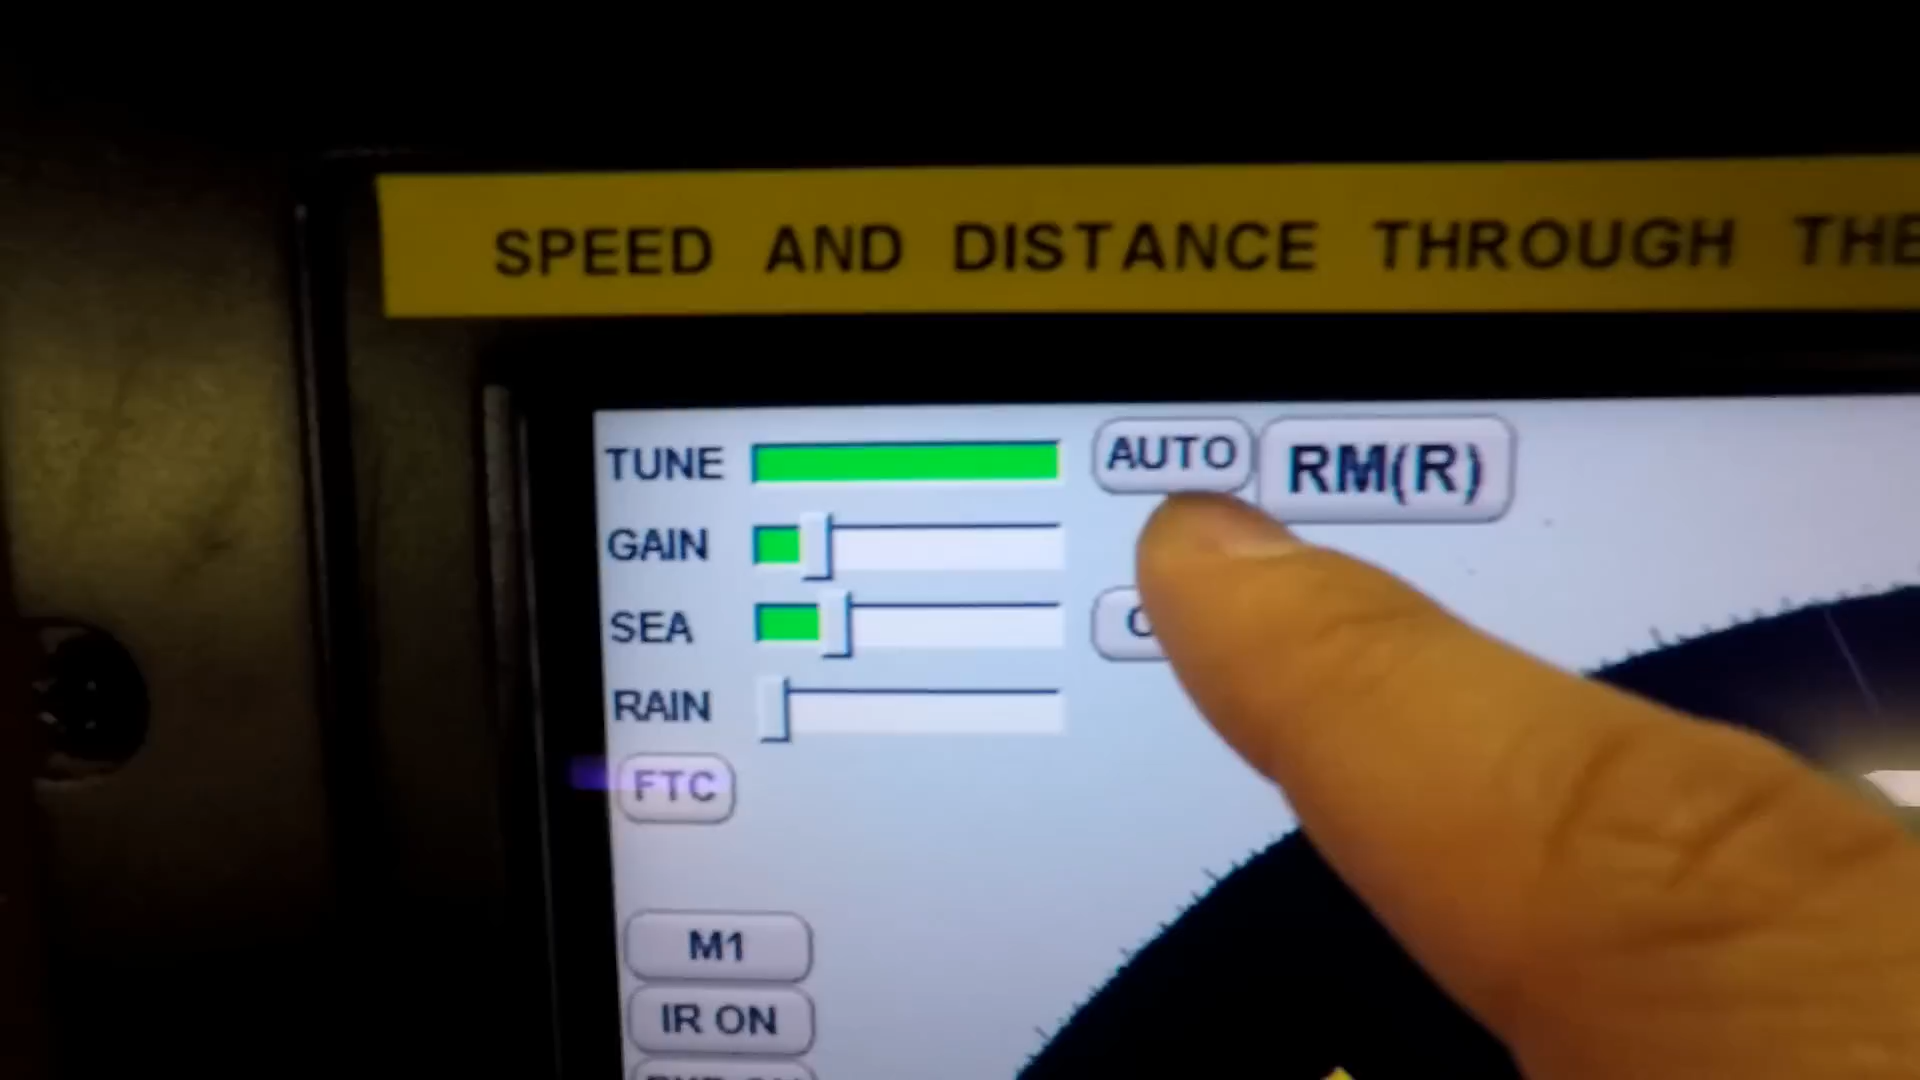 SPEED AND DISTANCE THROUGH THE
TUNE AUTO RM(R)
GAIN
SEA
RAIN
FTC
M1
IR ON